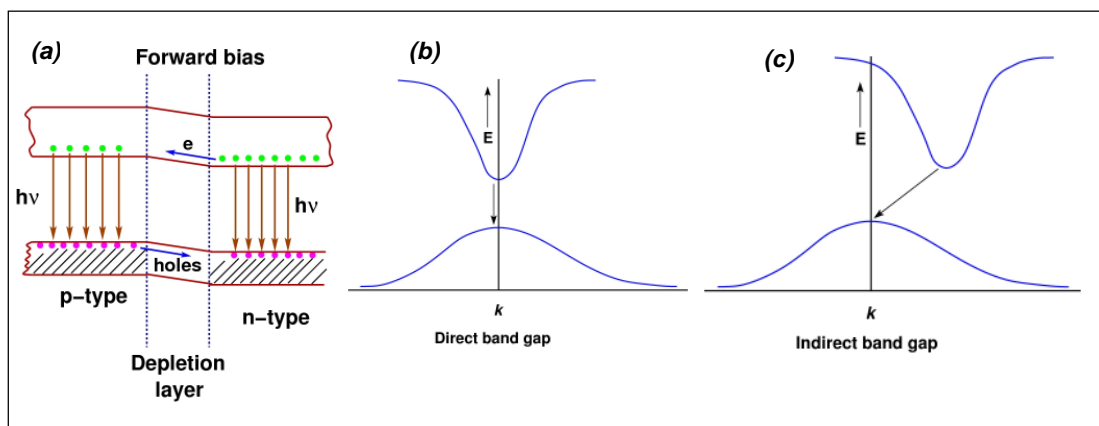 (a)
Forward bias
e
hν
hν
holes
p-type
n-type
Depletion
layer
(b)
E
k
Direct band gap
(c)
E
k
Indirect band gap